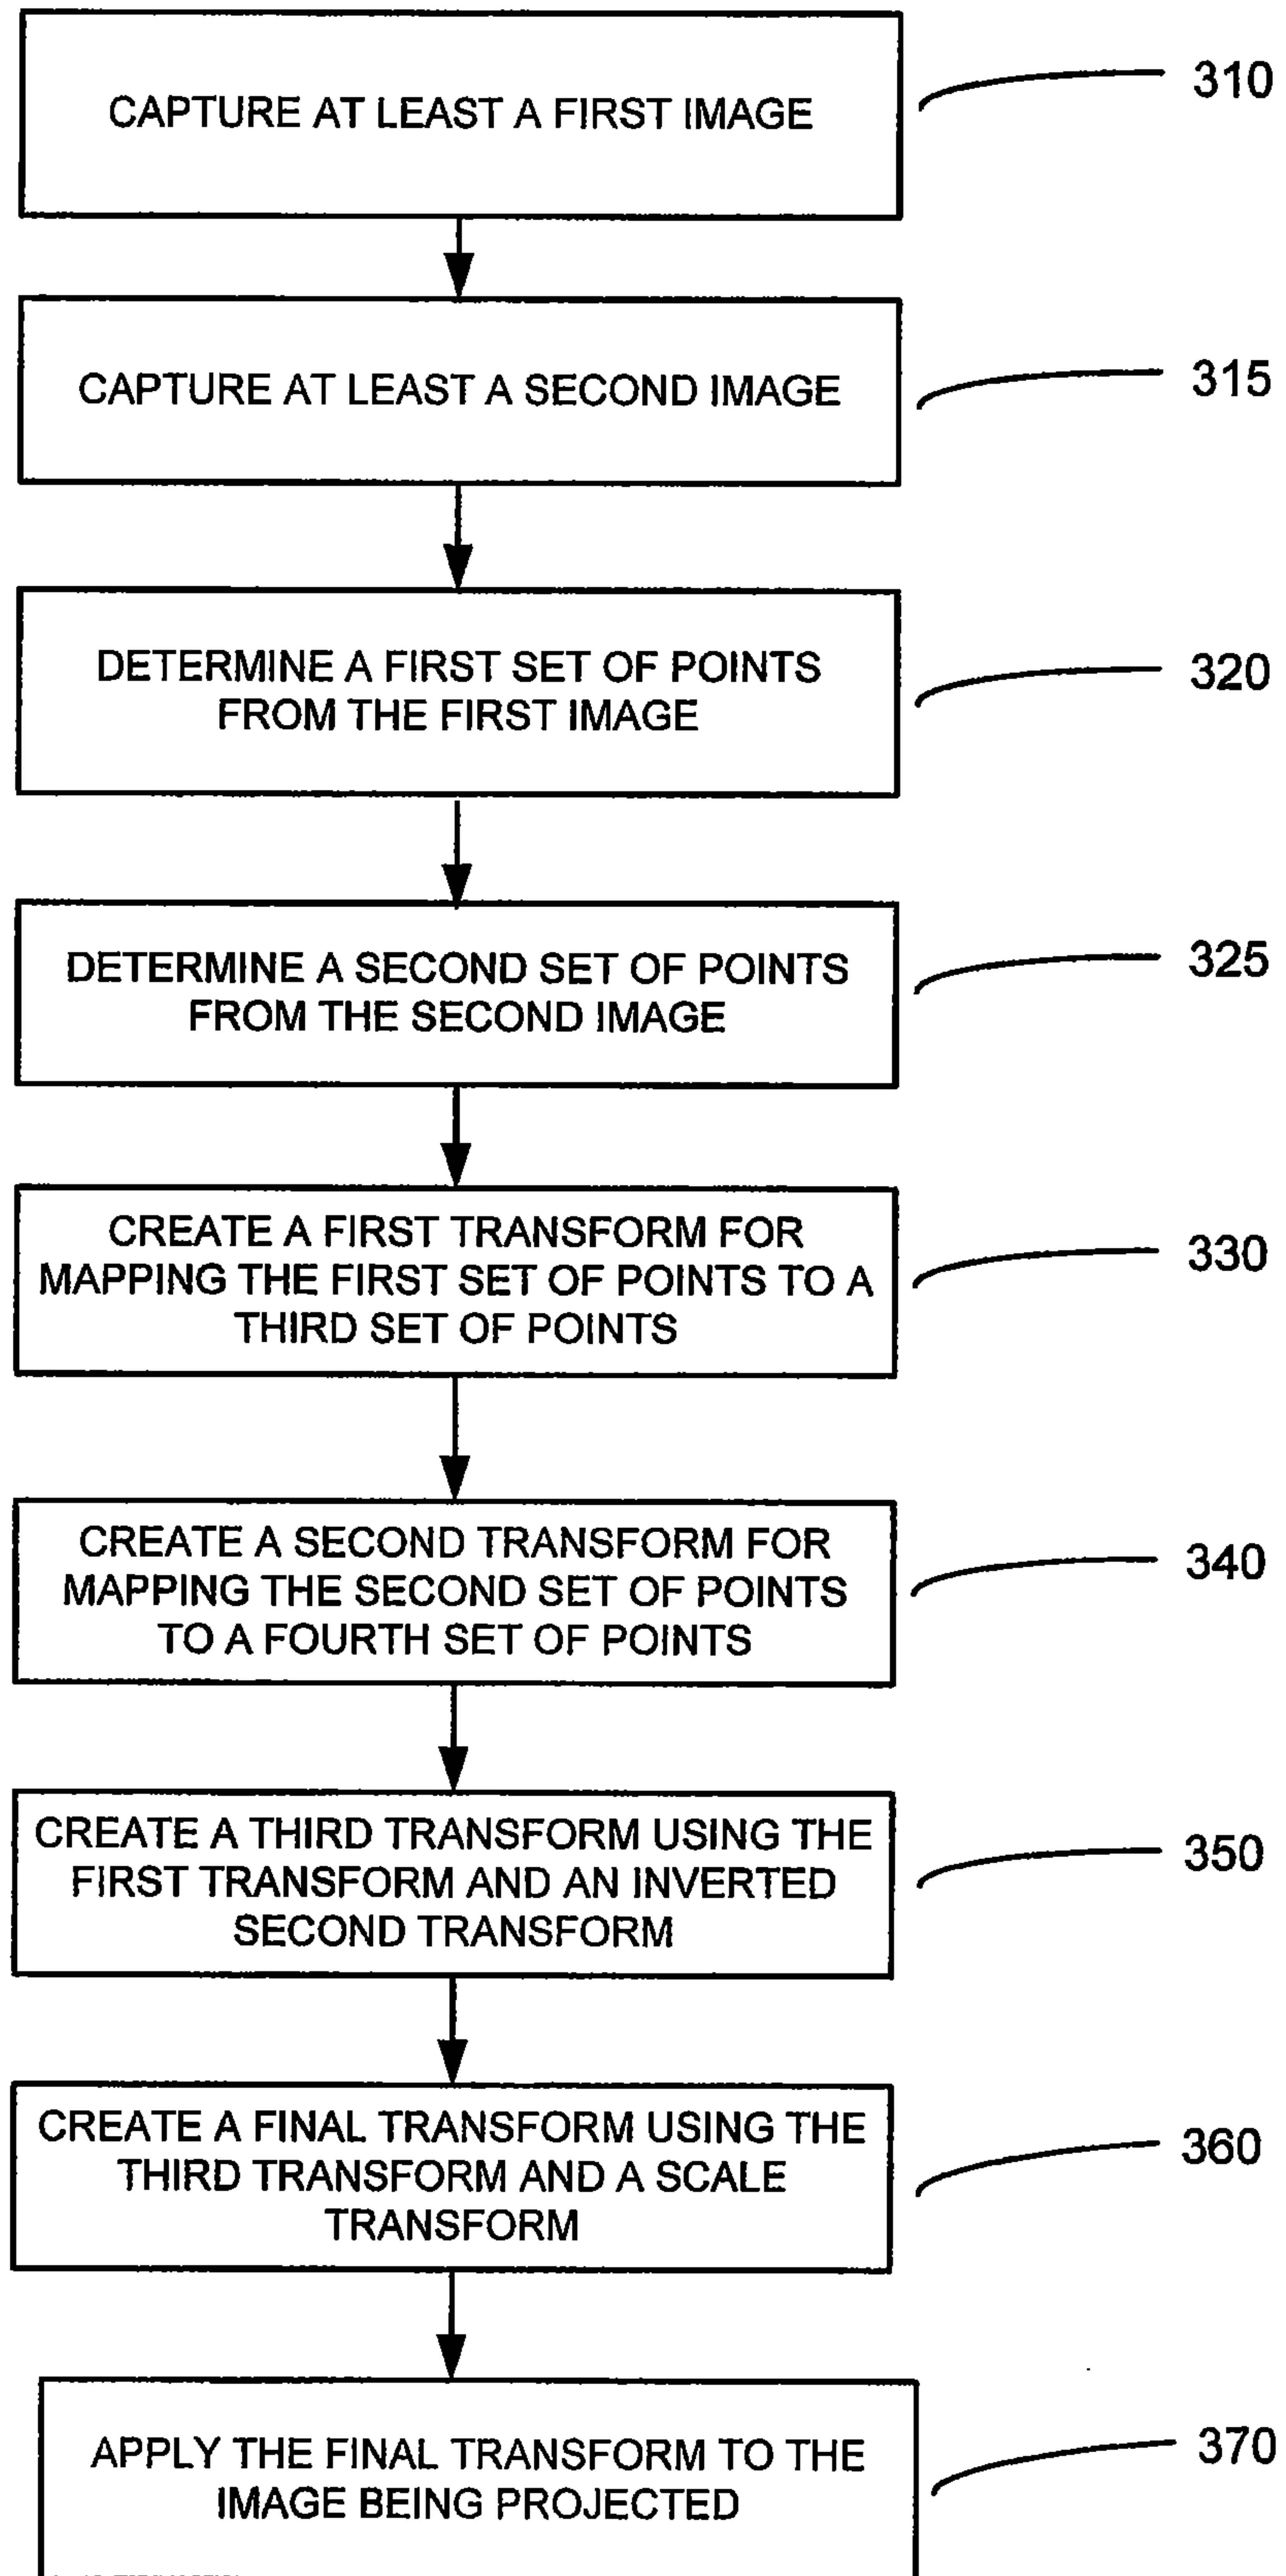 CAPTURE AT LEAST A FIRST IMAGE
310
CAPTURE AT LEAST A SECOND IMAGE
315
DETERMINE A FIRST SET OF POINTS
FROM THE FIRST IMAGE
320
DETERMINE A SECOND SET OF POINTS
FROM THE SECOND IMAGE
325
CREATE A FIRST TRANSFORM FOR
MAPPING THE FIRST SET OF POINTS TO A
THIRD SET OF POINTS
330
CREATE A SECOND TRANSFORM FOR
MAPPING THE SECOND SET OF POINTS
TO A FOURTH SET OF POINTS
340
CREATE A THIRD TRANSFORM USING THE
FIRST TRANSFORM AND AN INVERTED
SECOND TRANSFORM
350
CREATE A FINAL TRANSFORM USING THE
THIRD TRANSFORM AND A SCALE
TRANSFORM
360
APPLY THE FINAL TRANSFORM TO THE
IMAGE BEING PROJECTED
370